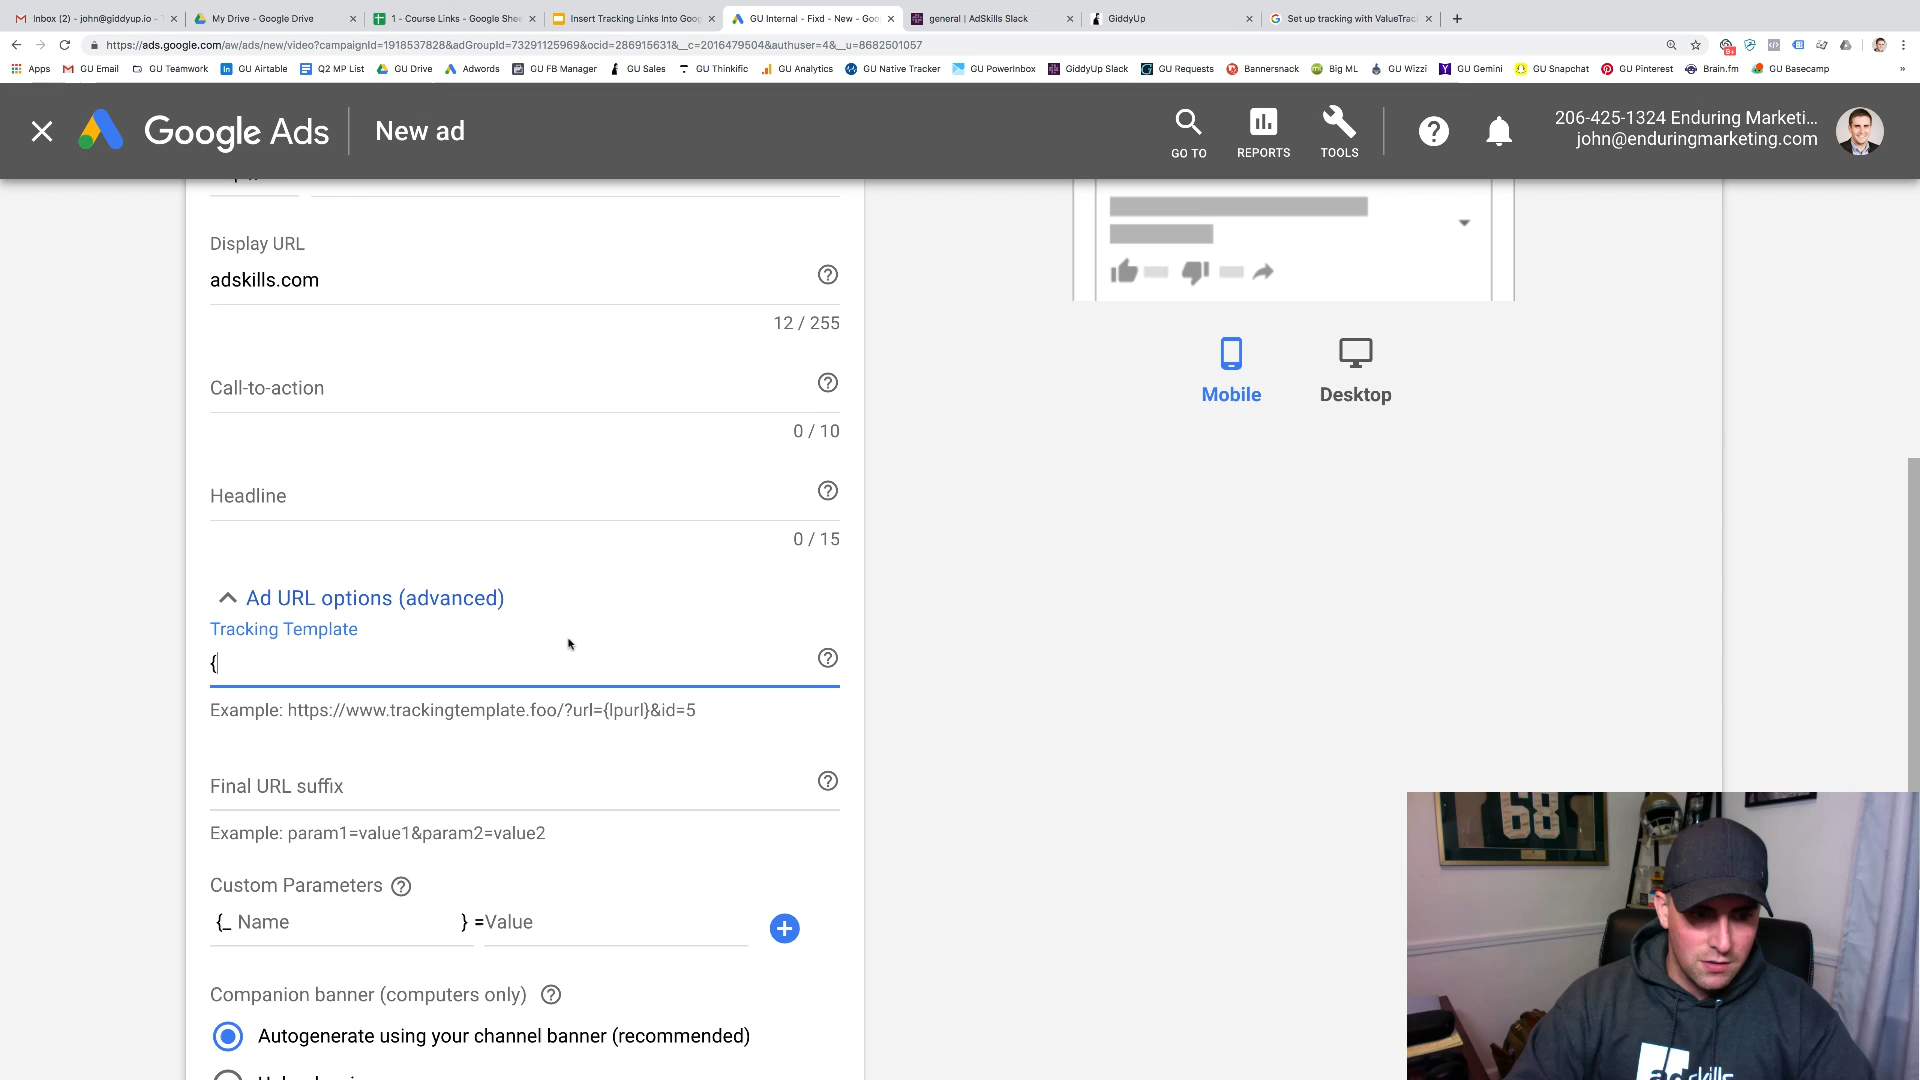 Inbox (2) - john@giddyup.io -
My Drive - Google Drive
1 - Course Links - Google Shee
Insert Tracking Links Into Goog
GU Internal - Fixd - New - Goo
general | AdSkills Slack
GiddyUp
Set up tracking with ValueTrac
https://ads.google.com/aw/ads/new/video?campaignId=1918537828&adGroupId=73291125969&ocid=286915631&__c=2016479504&authuser=4&__u=8682501057
Apps
GU Email
GU Teamwork
GU Airtable
Q2 MP List
GU Drive
Adwords
GU FB Manager
GU Sales
GU Thinkific
GU Analytics
GU Native Tracker
GU PowerInbox
GiddyUp Slack
GU Requests
Bannersnack
Big ML
GU Wizzi
GU Gemini
GU Snapchat
GU Pinterest
Brain.fm
GU Basecamp
»
Google Ads
New ad
GO TO
REPORTS
TOOLS
206-425-1324 Enduring Marketi...
john@enduringmarketing.com
Display URL
adskills.com
12 / 255
Call-to-action
0 / 10
Headline
0 / 15
Ad URL options (advanced)
Tracking Template
{
Example: https://www.trackingtemplate.foo/?url={lpurl}&id=5
Final URL suffix
Example: param1=value1&param2=value2
Custom Parameters
{_ Name } =Value
Companion banner (computers only)
Autogenerate using your channel banner (recommended)
Mobile
Desktop
68
adskills